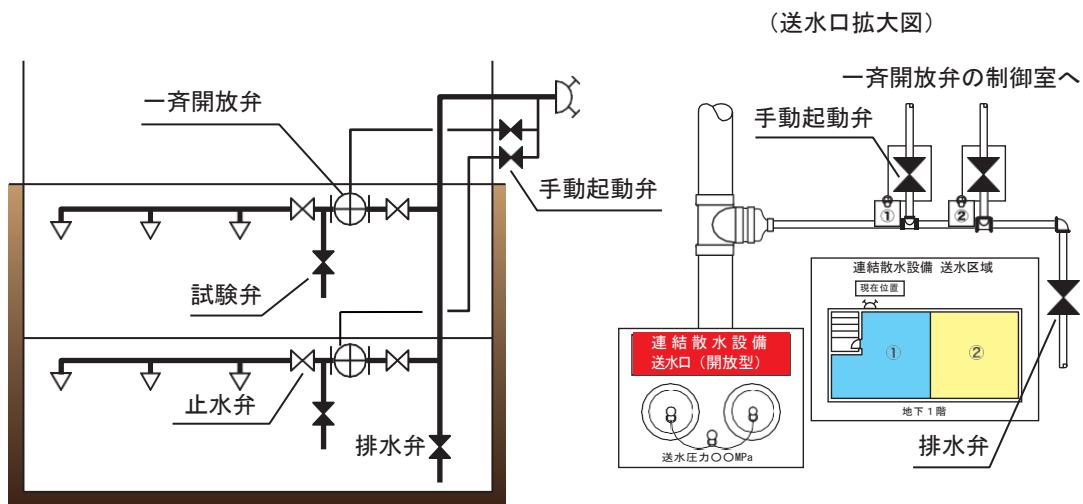 (送水口拡大図)
一斉開放弁の制御室へ
一斉開放弁
手動起動弁
手動起動弁
試験弁
止水弁
排水弁
①
②
連結散水設備 送水区域
現在位置
①
②
地下1階
連結散水設備
送水口(開放型)
送水圧力〇〇MPa
排水弁